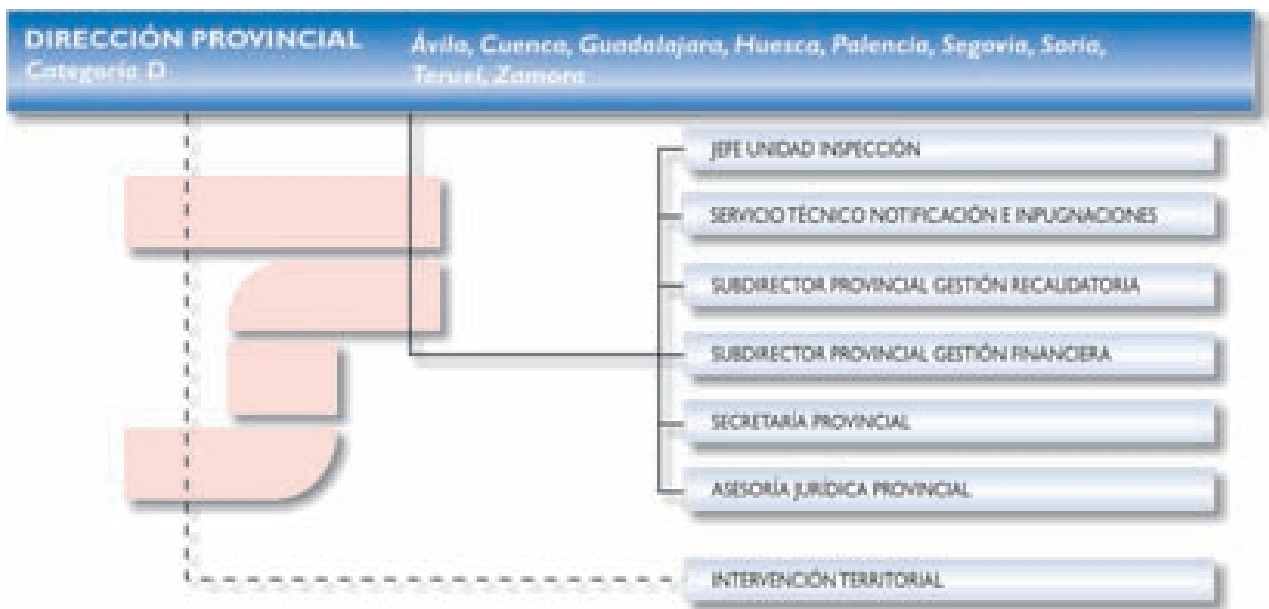 DIRECCIÓN PROVINCIAL
Categoría D
Ávila, Cuenca, Guadalajara, Huesca, Palencia, Segovia, Soria,
Teruel, Zamora
JEFE UNIDAD INSPECCIÓN
SERVICIO TÉCNICO NOTIFICACIÓN E INPUGNACIONES
SUBDIRECTOR PROVINCIAL GESTIÓN RECAUDATORIA
SUBDIRECTOR PROVINCIAL GESTIÓN FINANCIERA
SECRETARÍA PROVINCIAL
ASESORÍA JURÍDICA PROVINCIAL
INTERVENCIÓN TERRITORIAL